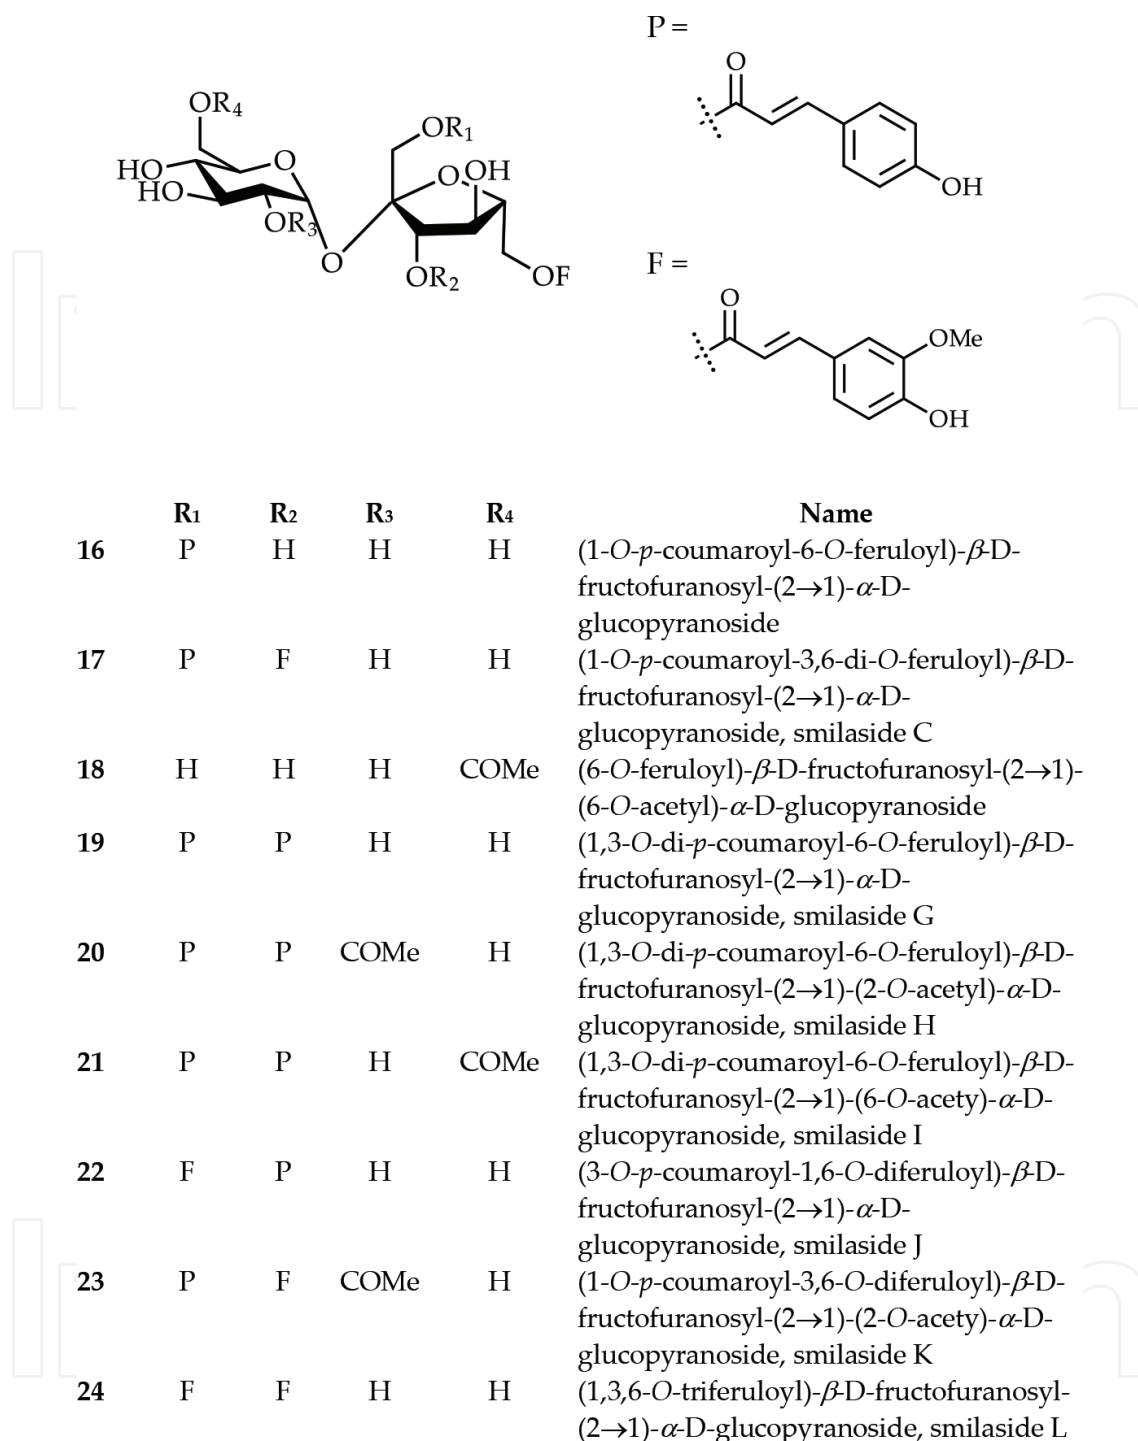 P =
O
OH
OR4
OR1
O
HO
HO
O
OH
OR3
O
OR2
OF
F =
O
OMe
OH
R1 R2 R3 R4 Name
16 P H H H (1-O-p-coumaroyl-6-O-feruloyl)-β-D-
fructofuranosyl-(2→1)-α-D-
glucopyranoside
17 P F H H (1-O-p-coumaroyl-3,6-di-O-feruloyl)-β-D-
fructofuranosyl-(2→1)-α-D-
glucopyranoside, smilaside C
18 H H H COMe (6-O-feruloyl)-β-D-fructofuranosyl-(2→1)-
(6-O-acetyl)-α-D-glucopyranoside
19 P P H H (1,3-O-di-p-coumaroyl-6-O-feruloyl)-β-D-
fructofuranosyl-(2→1)-α-D-
glucopyranoside, smilaside G
20 P P COMe H (1,3-O-di-p-coumaroyl-6-O-feruloyl)-β-D-
fructofuranosyl-(2→1)-(2-O-acetyl)-α-D-
glucopyranoside, smilaside H
21 P P H COMe (1,3-O-di-p-coumaroyl-6-O-feruloyl)-β-D-
fructofuranosyl-(2→1)-(6-O-acety)-α-D-
glucopyranoside, smilaside I
22 F P H H (3-O-p-coumaroyl-1,6-O-diferuloyl)-β-D-
fructofuranosyl-(2→1)-α-D-
glucopyranoside, smilaside J
23 P F COMe H (1-O-p-coumaroyl-3,6-O-diferuloyl)-β-D-
fructofuranosyl-(2→1)-(2-O-acety)-α-D-
glucopyranoside, smilaside K
24 F F H H (1,3,6-O-triferuloyl)-β-D-fructofuranosyl-
(2→1)-α-D-glucopyranoside, smilaside L